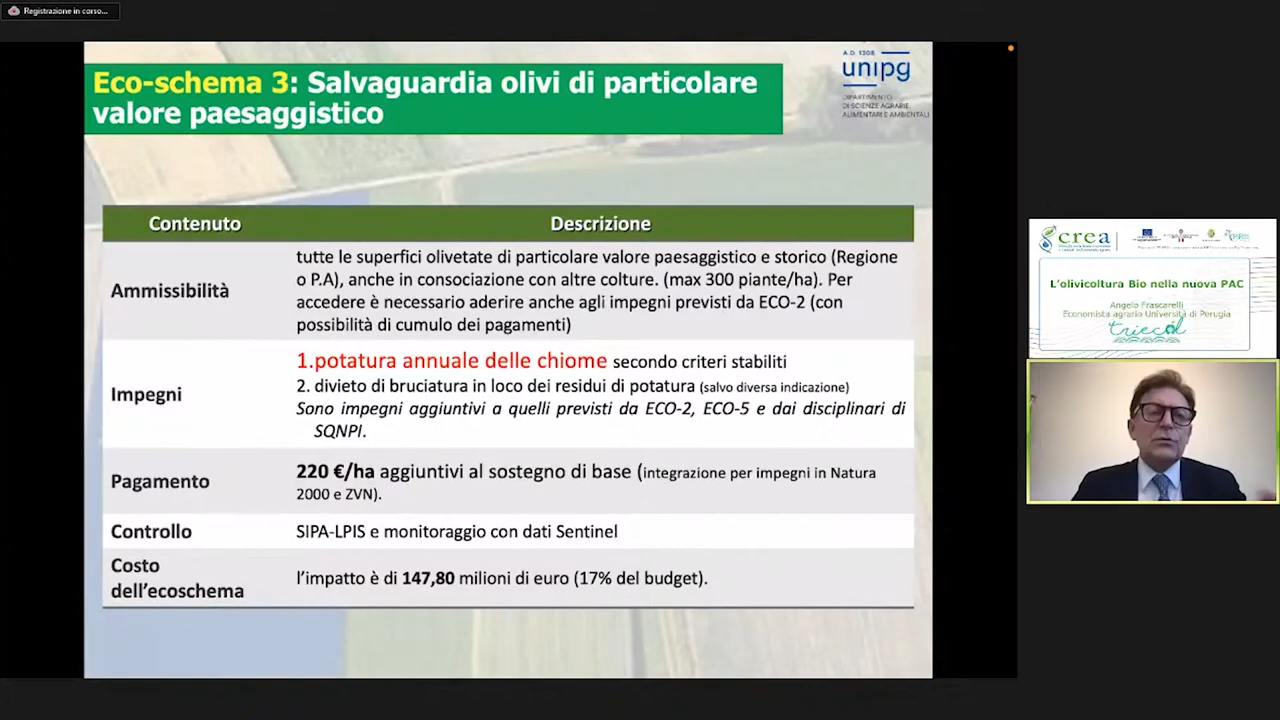 Registrazione in corso...
Eco-schema 3: Salvaguardia olivi di particolare
valore paesaggistico
A.D. 1308
unipg
DIPARTIMENTO
DI SCIENZE AGRARIE,
ALIMENTARI E AMBIENTALI
Contenuto Descrizione
Ammissibilità
tutte le superfici olivetate di particolare valore paesaggistico e storico (Regione
o P.A), anche in consociazione con altre colture. (max 300 piante/ha). Per
accedere è necessario aderire anche agli impegni previsti da ECO-2 (con
possibilità di cumulo dei pagamenti)
Impegni
1.potatura annuale delle chiome secondo criteri stabiliti
2. divieto di bruciatura in loco dei residui di potatura (salvo diversa indicazione)
Sono impegni aggiuntivi a quelli previsti da ECO-2, ECO-5 e dai disciplinari di
SQNPI.
Pagamento
220 €/ha aggiuntivi al sostegno di base (integrazione per impegni in Natura
2000 e ZVN).
Controllo
SIPA-LPIS e monitoraggio con dati Sentinel
Costo
dell'ecoschema
l'impatto è di 147,80 milioni di euro (17% del budget).
crea
L'olivicoltura Bio nella nuova PAC
Angelo Frascarelli
Economista agrario Università di Perugia
triecol